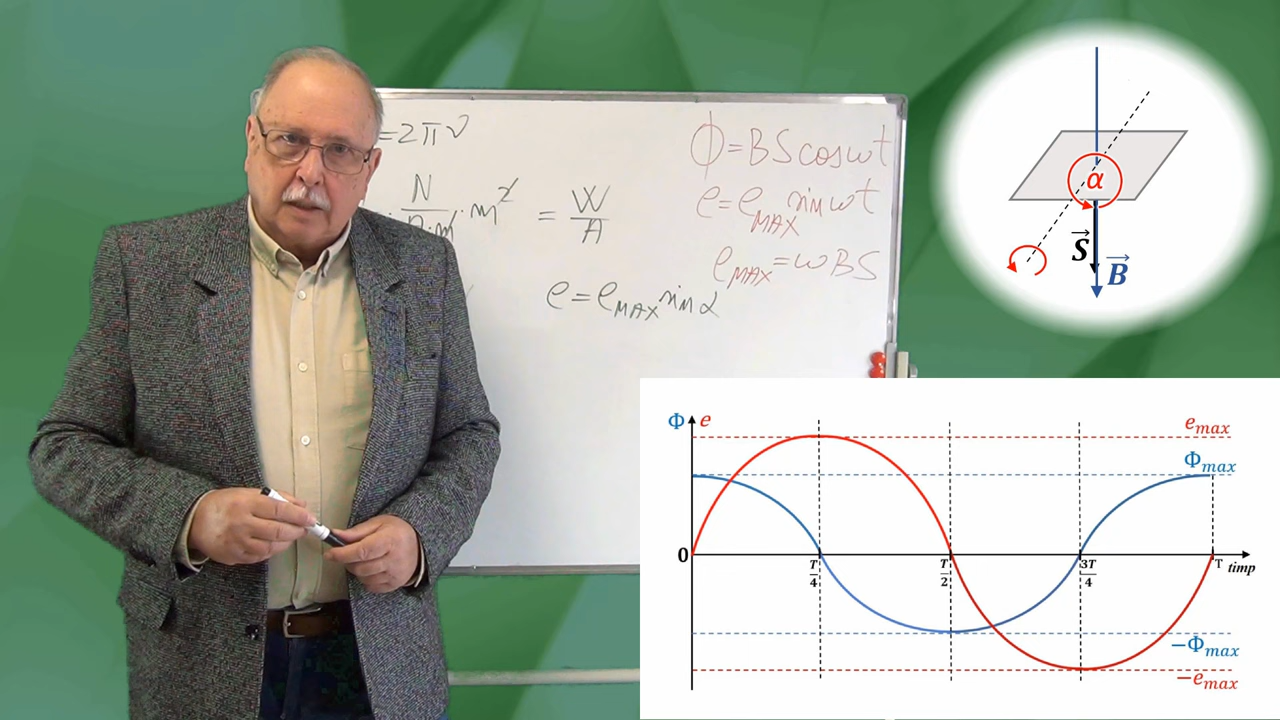 =2πν
N
m² = W
A
e=e_MAX sin α
Φ=BS cos ωt
e=e_MAX sin ωt
e_MAX=ωBS
α
S⃗
B⃗
Φ e
e_max
Φ_max
0
T/4 T/2 3T/4 T timp
−Φ_max
−e_max